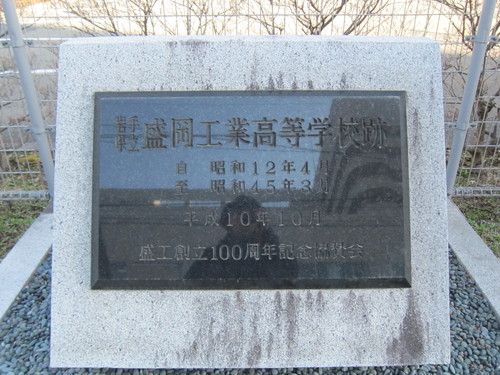 岩手県立盛岡工業高等学校跡
自 昭和12年4月
至 昭和45年3月
平成10年10月
盛工創立100周年記念協賛会